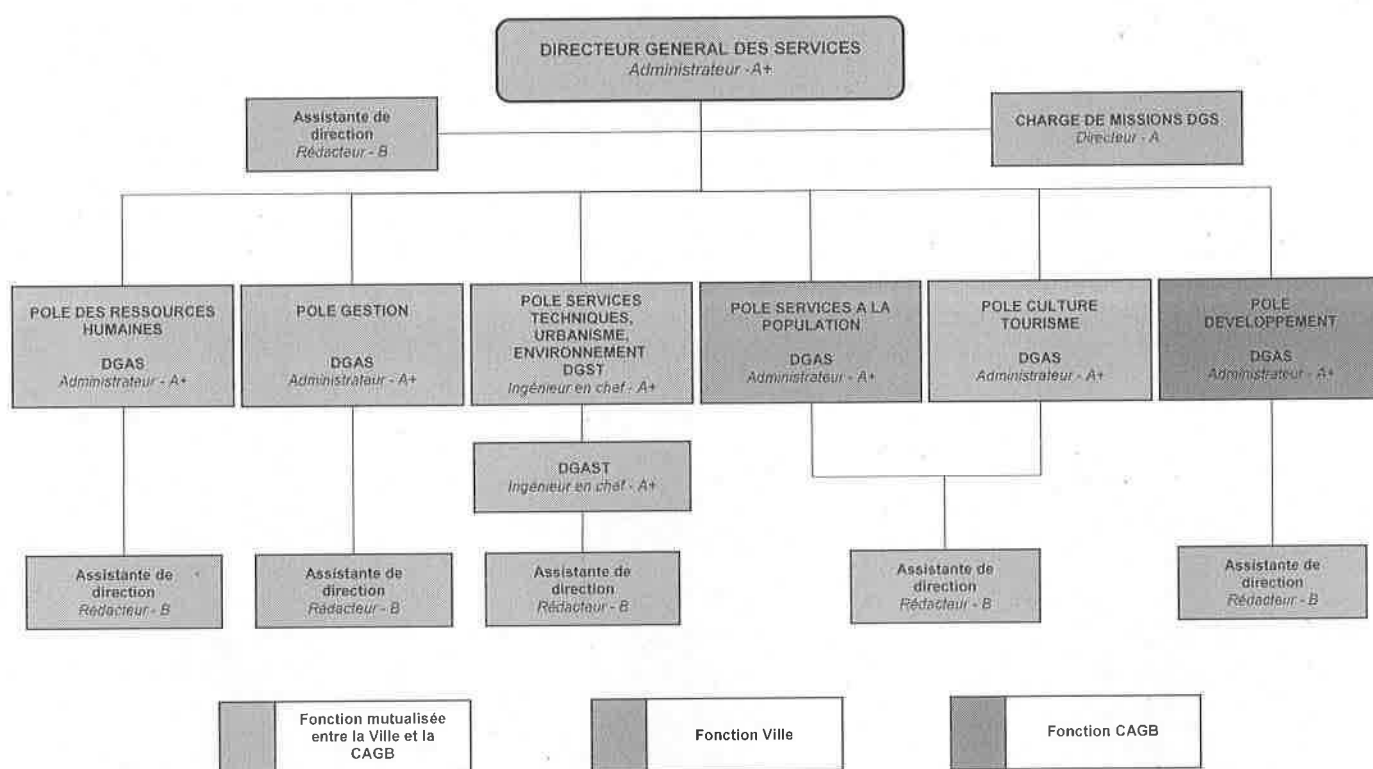 DIRECTEUR GENERAL DES SERVICES
Administrateur - A+
Assistante de
direction
Rédacteur - B
CHARGE DE MISSIONS DGS
Directeur - A
POLE DES RESSOURCES
HUMAINES
DGAS
Administrateur - A+
POLE GESTION
DGAS
Administrateur - A+
POLE SERVICES
TECHNIQUES,
URBANISME,
ENVIRONNEMENT
DGST
Ingénieur en chef - A+
POLE SERVICES A LA
POPULATION
DGAS
Administrateur - A+
POLE CULTURE
TOURISME
DGAS
Administrateur - A+
POLE
DEVELOPPEMENT
DGAS
Administrateur - A+
DGAST
Ingénieur en chef - A+
Assistante de
direction
Rédacteur - B
Assistante de
direction
Rédacteur - B
Assistante de
direction
Rédacteur - B
Assistante de
direction
Rédacteur - B
Assistante de
direction
Rédacteur - B
Fonction mutualisée
entre la Ville et la
CAGB
Fonction Ville
Fonction CAGB